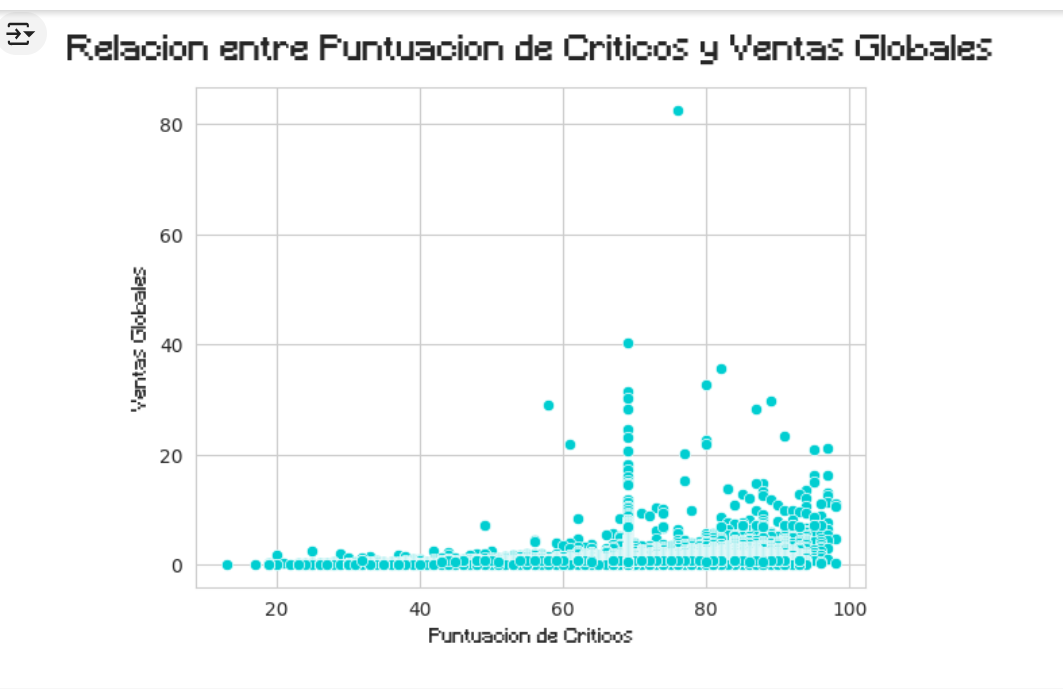 Relacion entre Puntuacion de Criticos y Ventas Globales
80
60
40
20
0
Ventas Globales
20 40 60 80 100
Puntuacion de Criticos